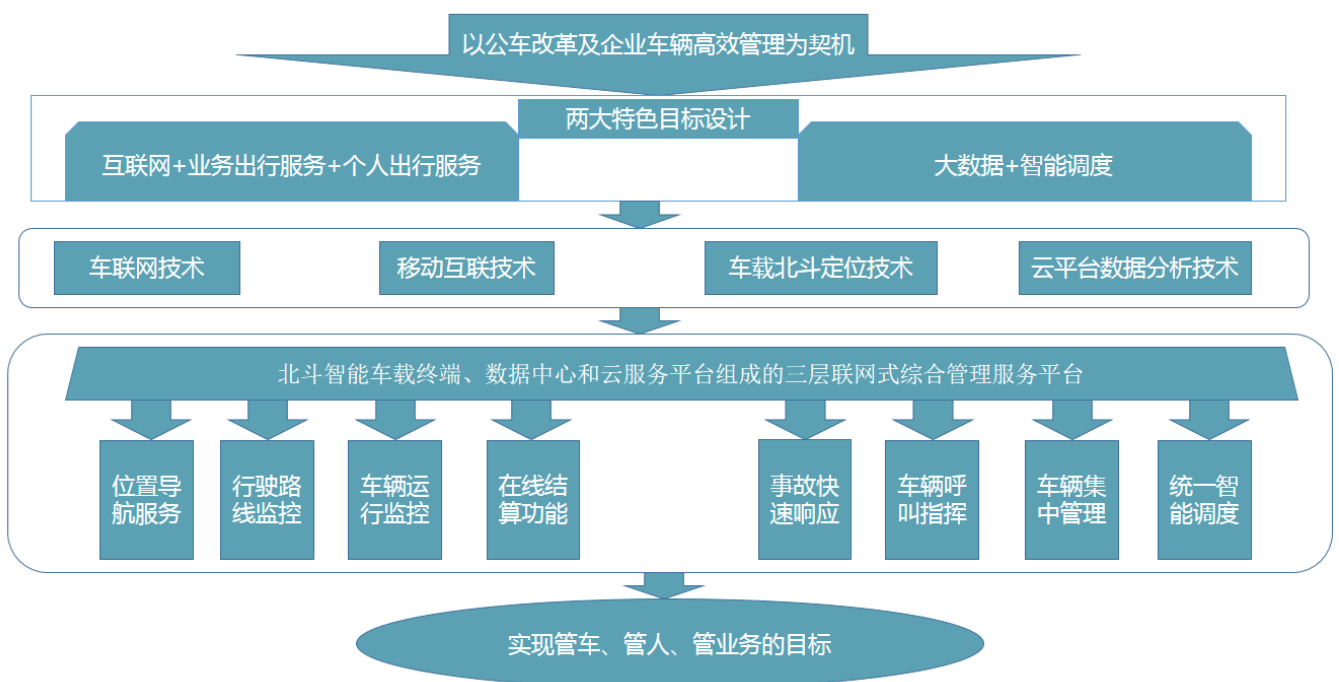 以公车改革及企业车辆高效管理为契机
两大特色目标设计
互联网+业务出行服务+个人出行服务
大数据+智能调度
车联网技术
移动互联技术
车载北斗定位技术
云平台数据分析技术
北斗智能车载终端、数据中心和云服务平台组成的三层联网式综合管理服务平台
位置导
航服务
行驶路
线监控
车辆运
行监控
在线结
算功能
事故快
速响应
车辆呼
叫指挥
车辆集
中管理
统一智
能调度
实现管车、管人、管业务的目标